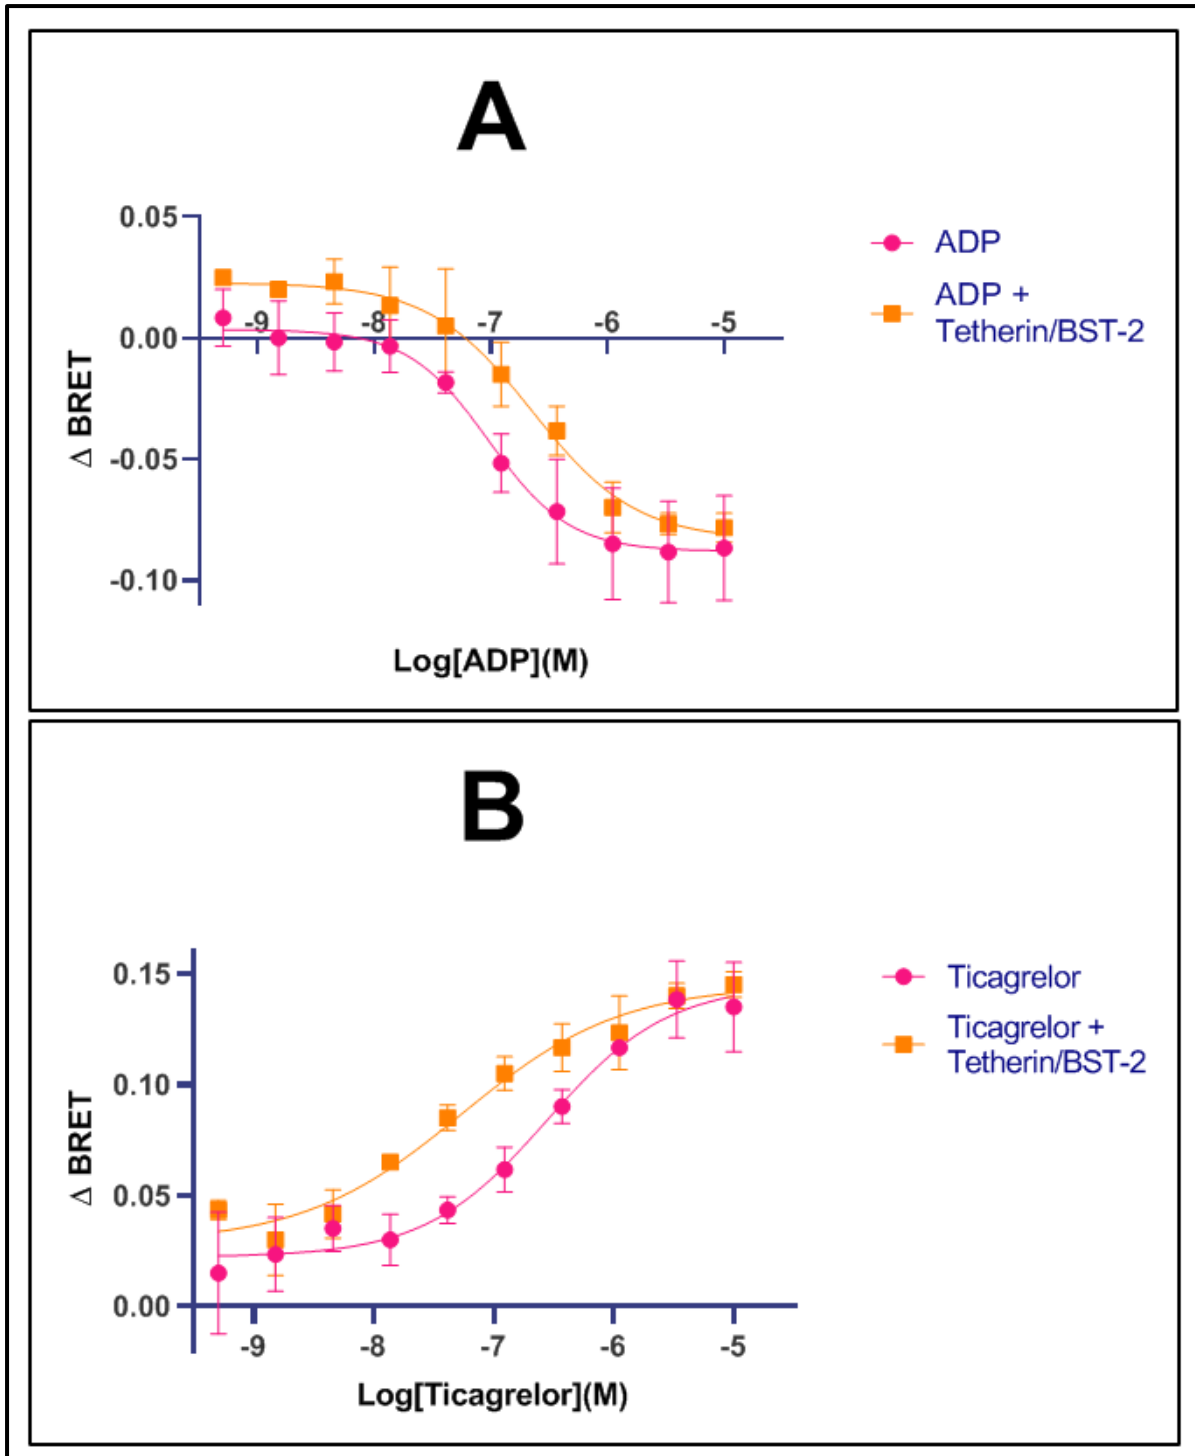 A
0.05
ADP
ADP +
Tetherin/BST-2
-9
-8
-7
-6
-5
0.00
-0.05
-0.10
Δ BRET
Log[ADP](M)
B
0.15
Ticagrelor
Ticagrelor +
Tetherin/BST-2
0.10
0.05
0.00
Δ BRET
-9
-8
-7
-6
-5
Log[Ticagrelor](M)